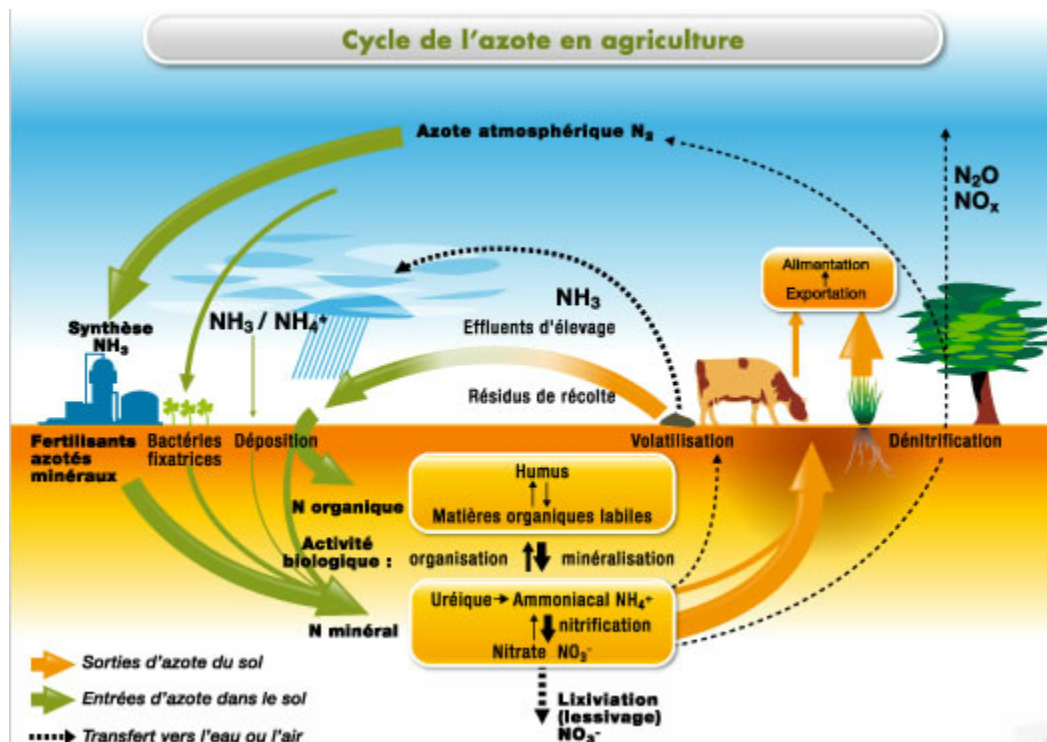 Cycle de l'azote en agriculture
Azote atmosphérique N₂
N₂O
NOₓ
Alimentation
Exportation
NH₃
Effluents d'élevage
NH₃ / NH₄⁺
Synthèse
NH₃
Résidus de récolte
Fertilisants
azotés
minéraux
Bactéries
fixatrices
Déposition
Volatilisation
Dénitrification
N organique
Humus
Matières organiques labiles
Activité
biologique :
organisation
minéralisation
N minéral
Uréique
Ammoniacal NH₄⁺
nitrification
Nitrate NO₃⁻
Lixiviation
(lessivage)
NO₃⁻
Sorties d'azote du sol
Entrées d'azote dans le sol
Transfert vers l'eau ou l'air